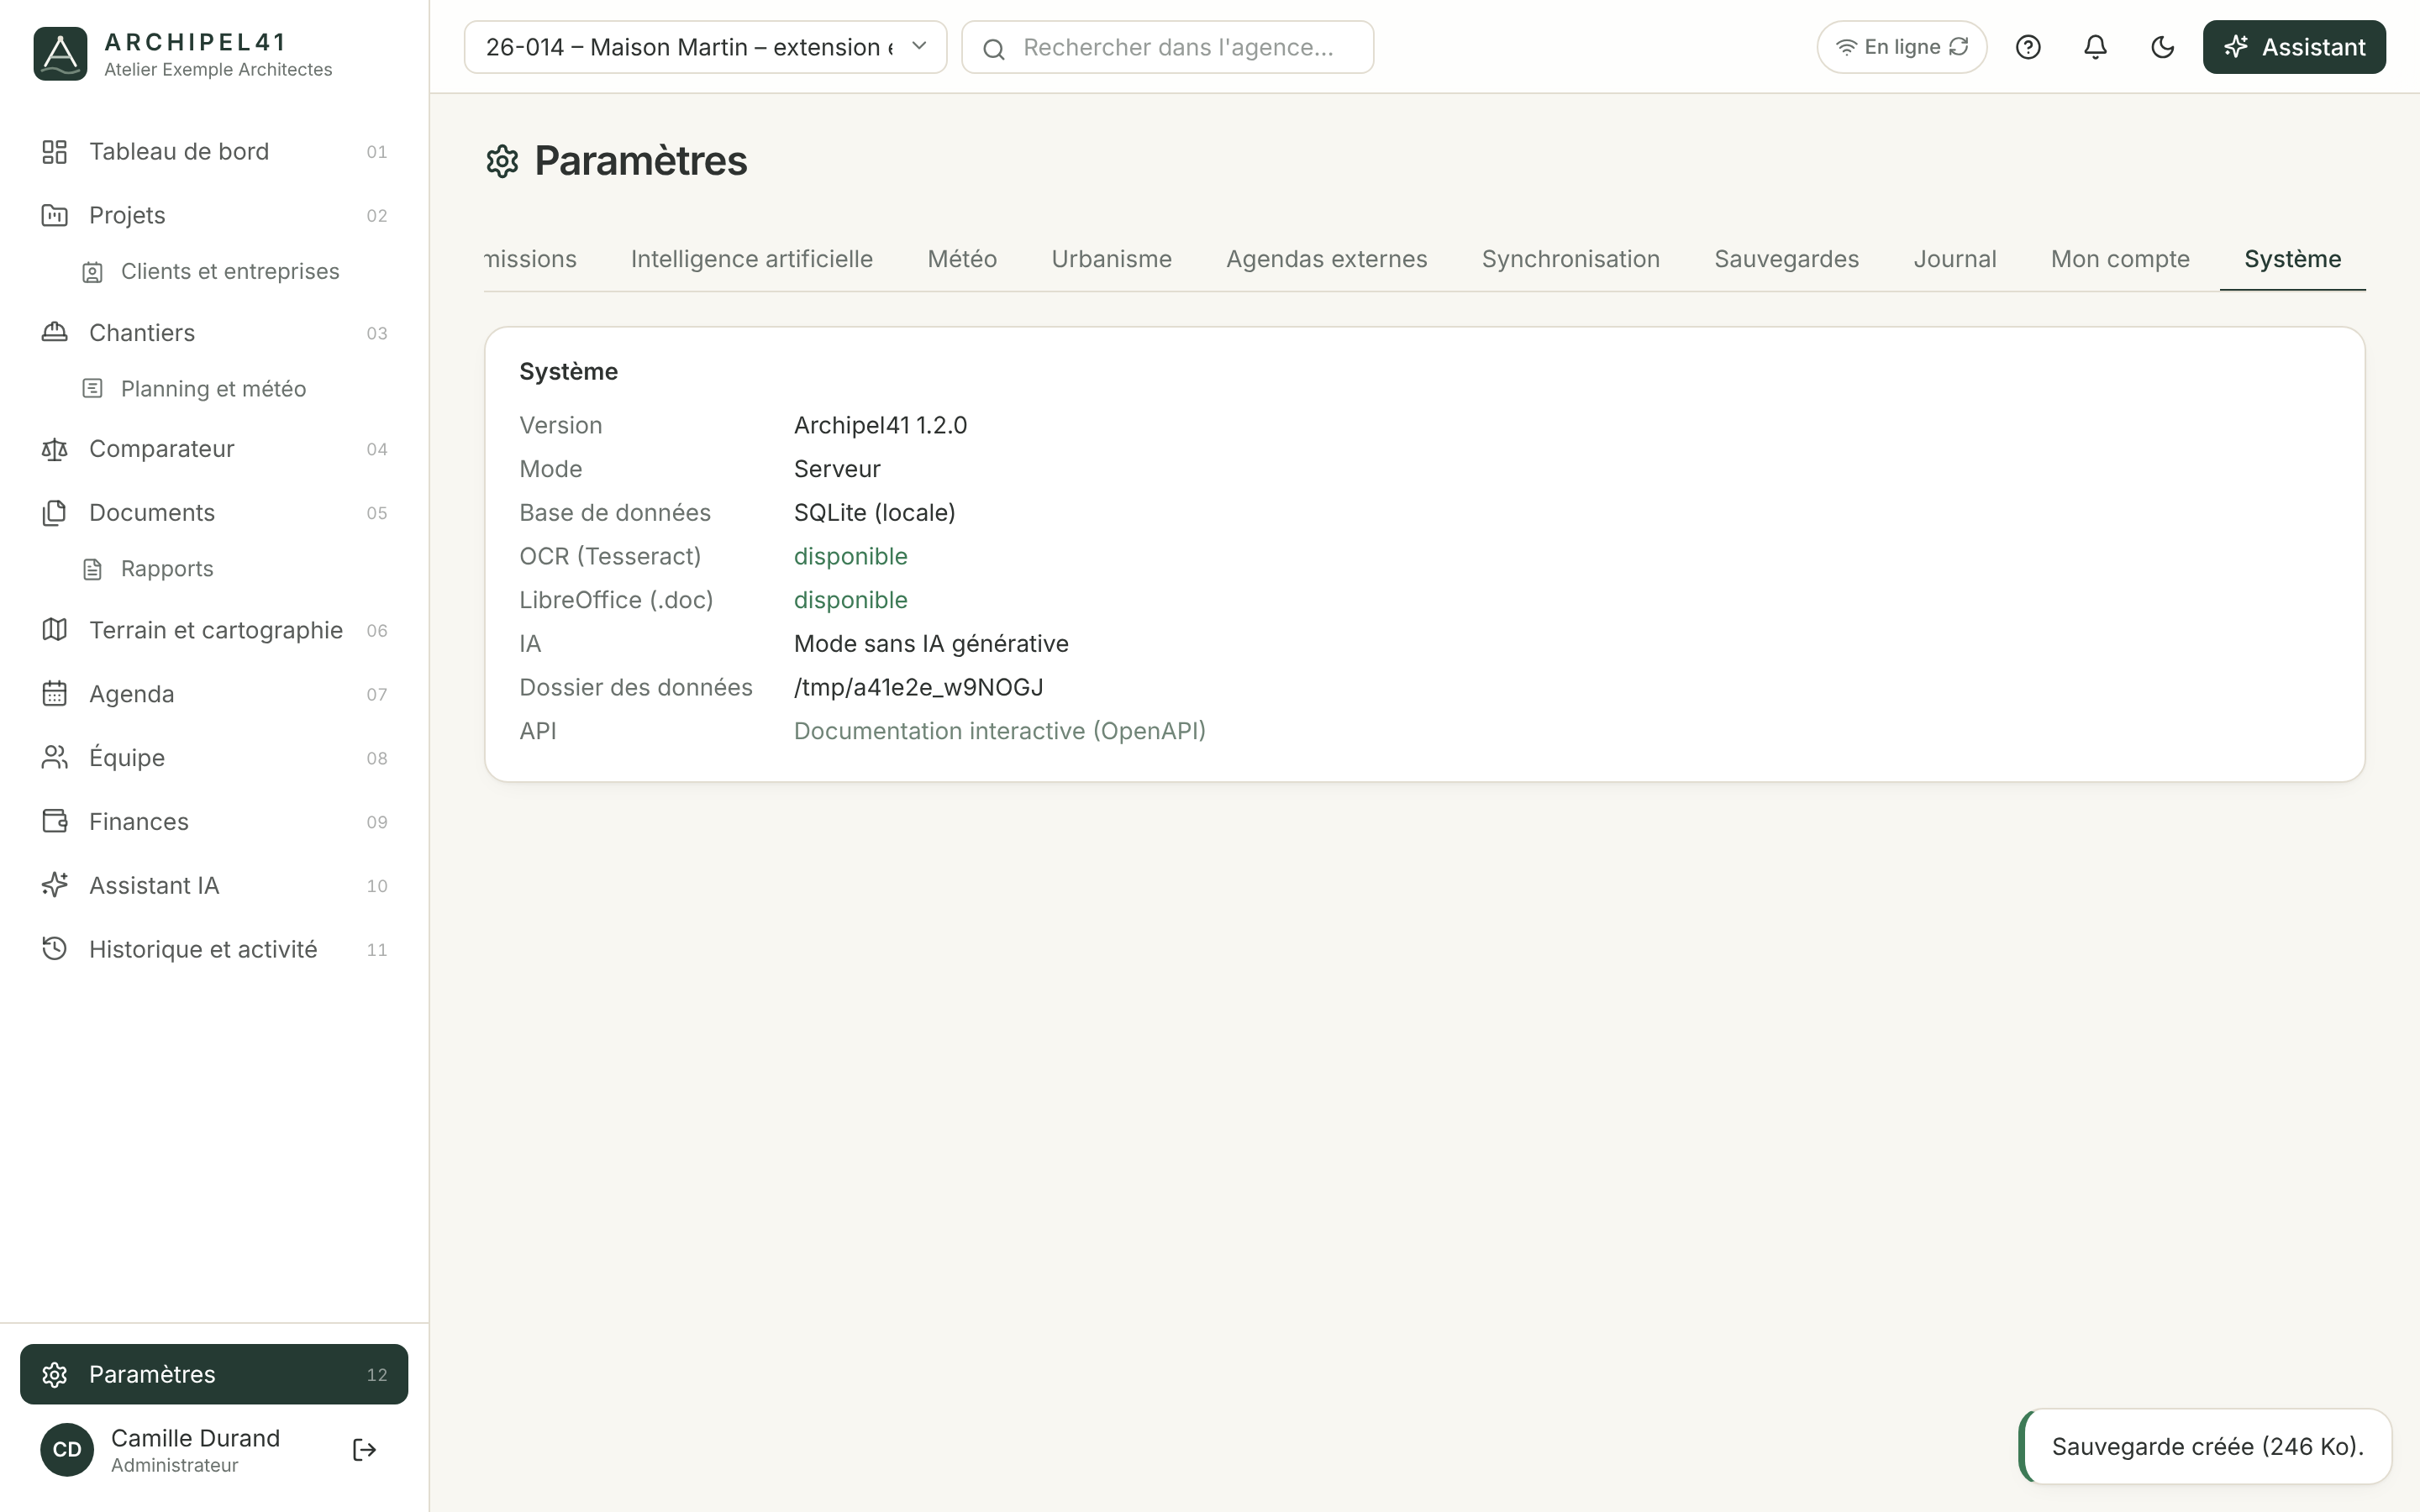 ARCHIPEL41
Atelier Exemple Architectes
Tableau de bord 01
Projets 02
Clients et entreprises
Chantiers 03
Planning et météo
Comparateur 04
Documents 05
Rapports
Terrain et cartographie 06
Agenda 07
Équipe 08
Finances 09
Assistant IA 10
Historique et activité 11
Paramètres 12
CD
Camille Durand
Administrateur
26-014 – Maison Martin – extension
Rechercher dans l'agence...
En ligne
Assistant
Paramètres
missions Intelligence artificielle Météo Urbanisme Agendas externes Synchronisation Sauvegardes Journal Mon compte Système
Système
Version Archipel41 1.2.0
Mode Serveur
Base de données SQLite (locale)
OCR (Tesseract) disponible
LibreOffice (.doc) disponible
IA Mode sans IA générative
Dossier des données /tmp/a41e2e_w9NOGJ
API Documentation interactive (OpenAPI)
Sauvegarde créée (246 Ko).